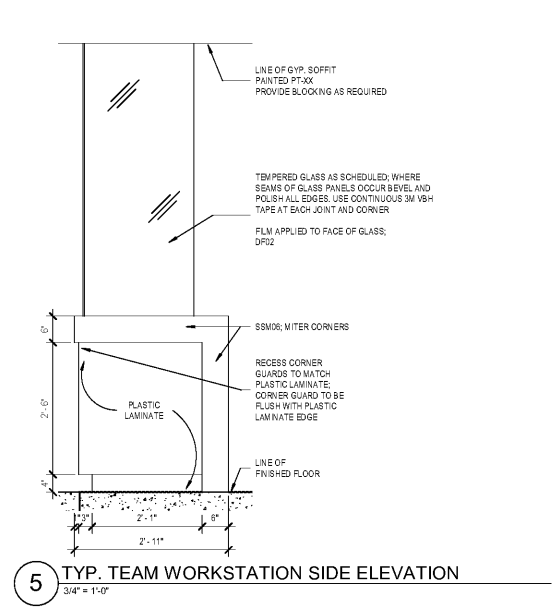 LINE OF GYP. SOFFIT
PAINTED PT-XX
PROVIDE BLOCKING AS REQUIRED
TEMPERED GLASS AS SCHEDULED; WHERE
SEAMS OF GLASS PANELS OCCUR BEVEL AND
POLISH ALL EDGES. USE CONTINUOUS 3M VBH
TAPE AT EACH JOINT AND CORNER
FILM APPLIED TO FACE OF GLASS;
DF02
6"
SSM06; MITER CORNERS
RECESS CORNER
GUARDS TO MATCH
PLASTIC LAMINATE;
CORNER GUARD TO BE
FLUSH WITH PLASTIC
LAMINATE EDGE
2' - 6"
PLASTIC
LAMINATE
LINE OF
FINISHED FLOOR
4"
3"
2' - 1"
6"
2' - 11"
5
TYP. TEAM WORKSTATION SIDE ELEVATION
3/4" = 1'-0"